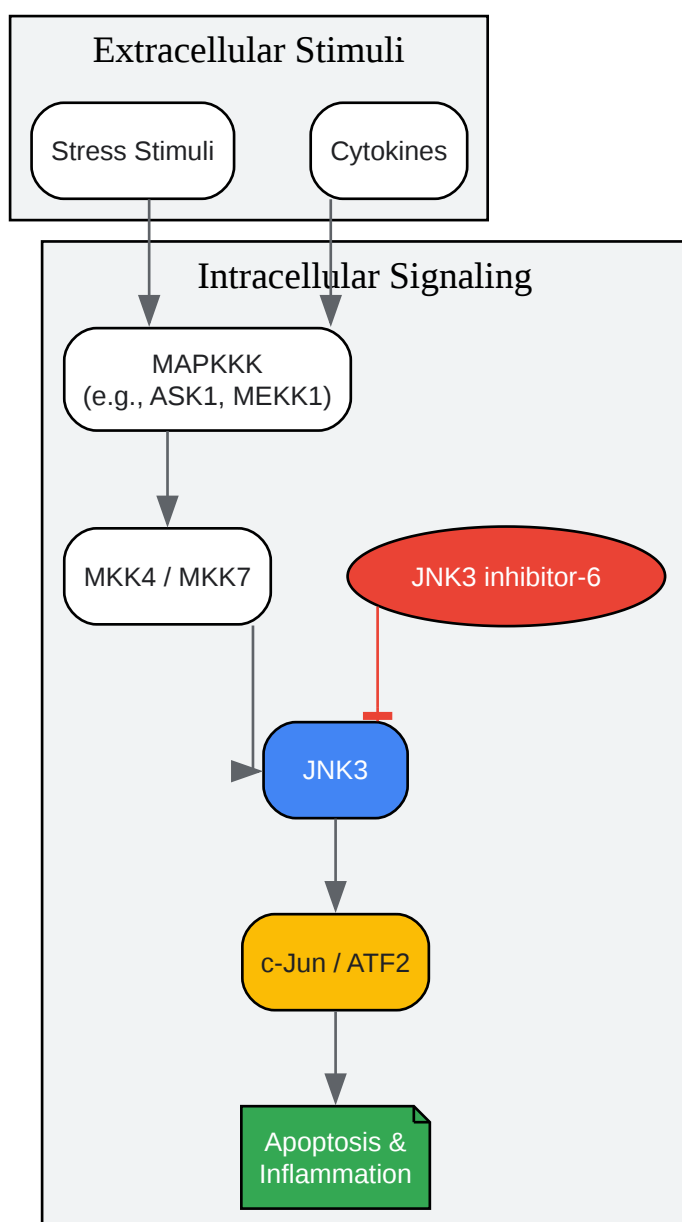 Extracellular Stimuli
Stress Stimuli
Cytokines
Intracellular Signaling
MAPKKK
(e.g., ASK1, MEKK1)
MKK4 / MKK7
JNK3 inhibitor-6
JNK3
c-Jun / ATF2
Apoptosis &
Inflammation